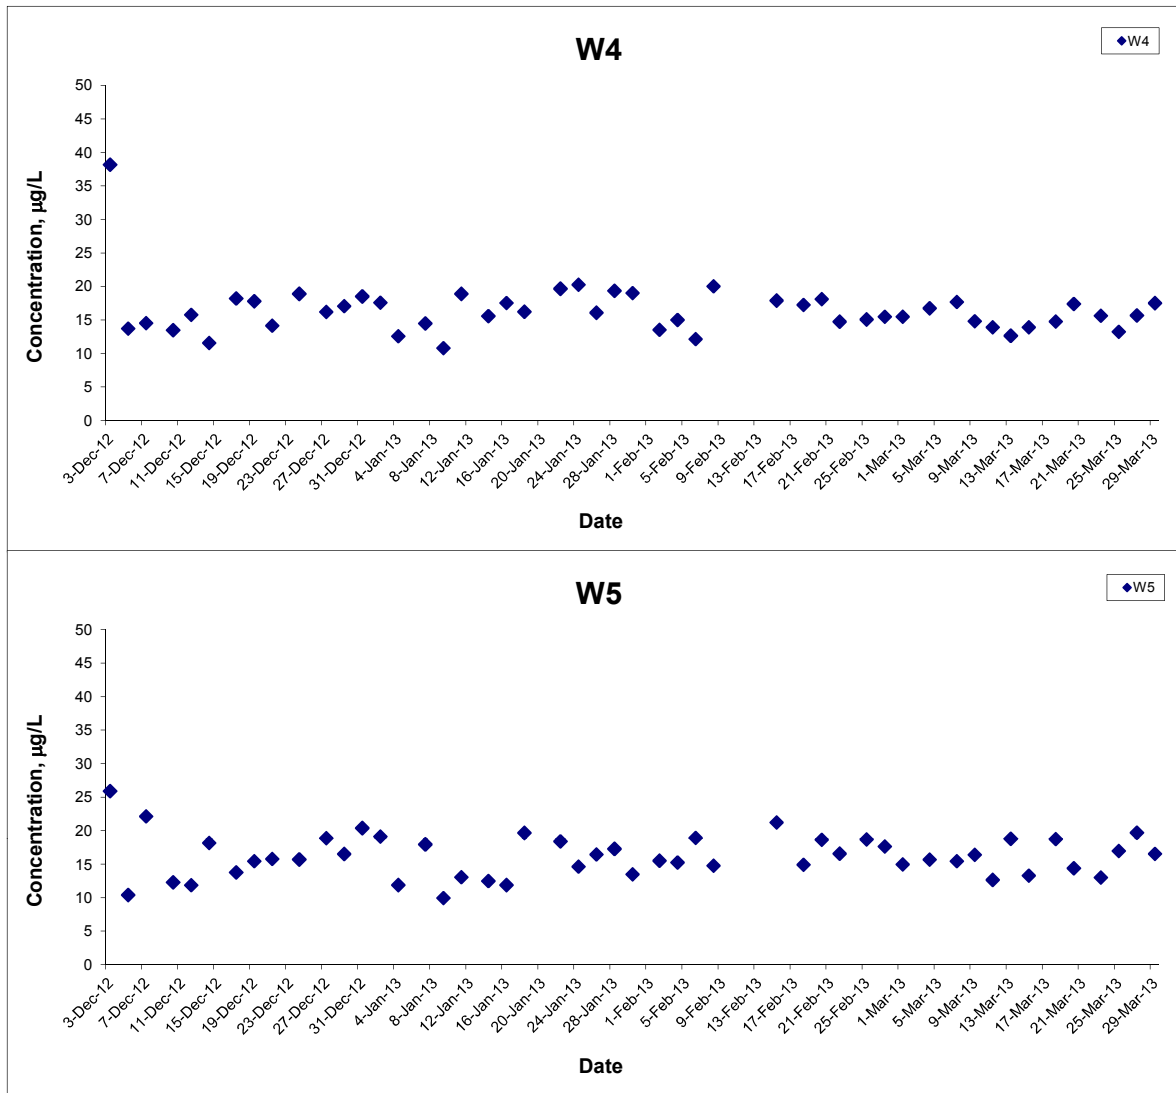 W4
W4
50
45
40
35
30
25
20
15
10
5
0
Concentration, µg/L
3-Dec-12
7-Dec-12
11-Dec-12
15-Dec-12
19-Dec-12
23-Dec-12
27-Dec-12
31-Dec-12
4-Jan-13
8-Jan-13
12-Jan-13
16-Jan-13
20-Jan-13
24-Jan-13
28-Jan-13
1-Feb-13
5-Feb-13
9-Feb-13
13-Feb-13
17-Feb-13
21-Feb-13
25-Feb-13
1-Mar-13
5-Mar-13
9-Mar-13
13-Mar-13
17-Mar-13
21-Mar-13
25-Mar-13
29-Mar-13
Date
W5
W5
50
45
40
35
30
25
20
15
10
5
0
Concentration, µg/L
3-Dec-12
7-Dec-12
11-Dec-12
15-Dec-12
19-Dec-12
23-Dec-12
27-Dec-12
31-Dec-12
4-Jan-13
8-Jan-13
12-Jan-13
16-Jan-13
20-Jan-13
24-Jan-13
28-Jan-13
1-Feb-13
5-Feb-13
9-Feb-13
13-Feb-13
17-Feb-13
21-Feb-13
25-Feb-13
1-Mar-13
5-Mar-13
9-Mar-13
13-Mar-13
17-Mar-13
21-Mar-13
25-Mar-13
29-Mar-13
Date